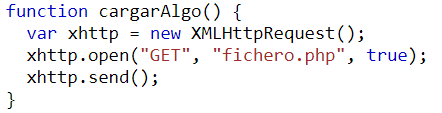 function cargarAlgo() {
  var xhttp = new XMLHttpRequest();
  xhttp.open("GET", "fichero.php", true);
  xhttp.send();
}